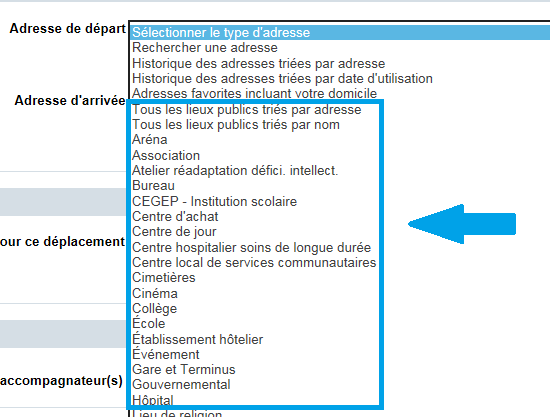 Adresse de départ
Sélectionner le type d'adresse
Rechercher une adresse
Historique des adresses triées par adresse
Historique des adresses triées par date d'utilisation
Adresses favorites incluant votre domicile
Adresse d'arrivée
Tous les lieux publics triés par adresse
Tous les lieux publics triés par nom
Aréna
Association
Atelier réadaptation défici. intellect.
Bureau
CEGEP - Institution scolaire
Centre d'achat
Centre de jour
our ce déplacement
Centre hospitalier soins de longue durée
Centre local de services communautaires
Cimetières
Cinéma
Collège
École
Établissement hôtelier
Événement
Gare et Terminus
accompagnateur(s)
Gouvernemental
Hôpital
Lieu de religion